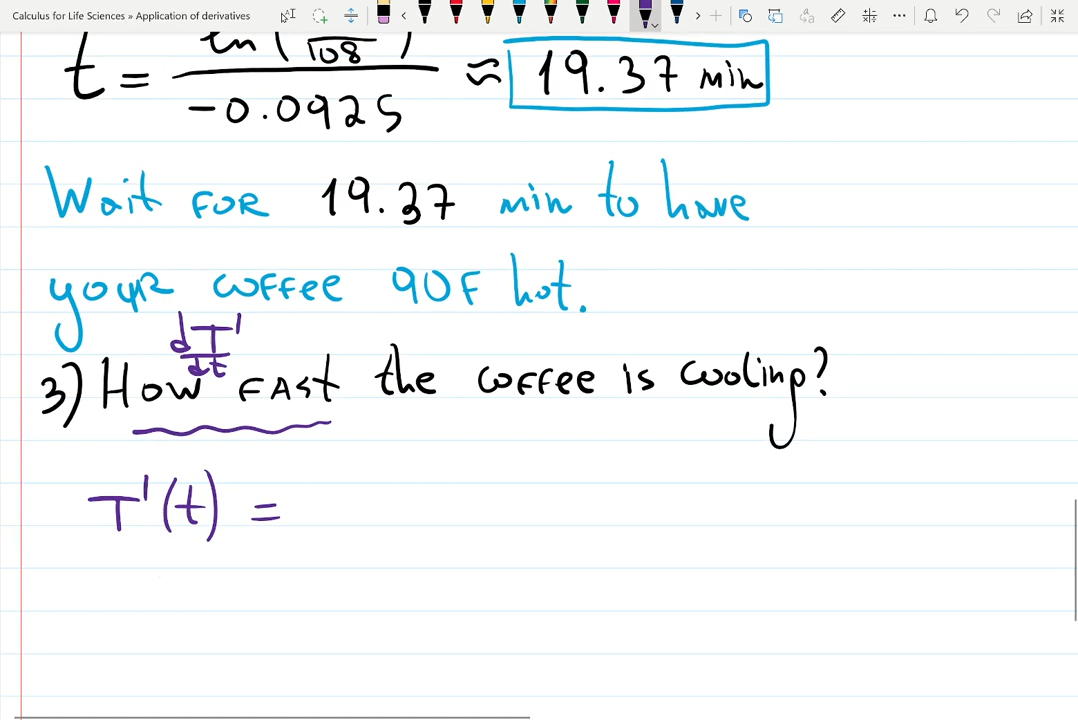 Calculus for Life Sciences » Application of derivatives
t = ln ( /108 ) / -0.0925 ≈ 19.37 min
Wait FOR 19.37 min to have
your coffee 90F hot.
dT'/dt
3) How FAST the coffee is cooling?
T'(t) =